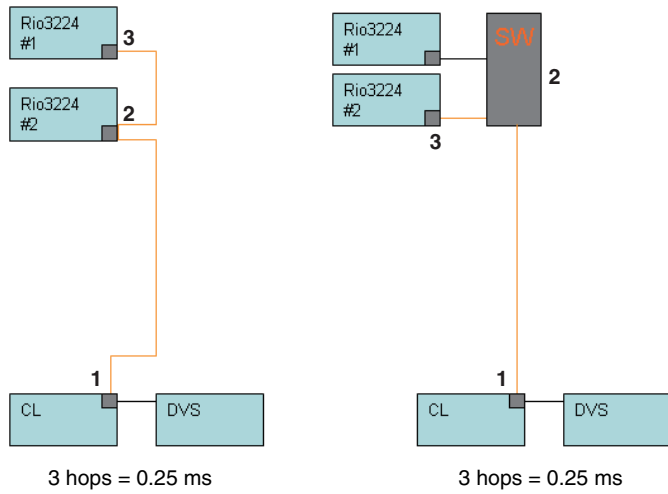 Rio3224
#1
3
Rio3224
#2
2
1
CL
DVS
3 hops = 0.25 ms
Rio3224
#1
SW
2
Rio3224
#2
3
1
CL
DVS
3 hops = 0.25 ms